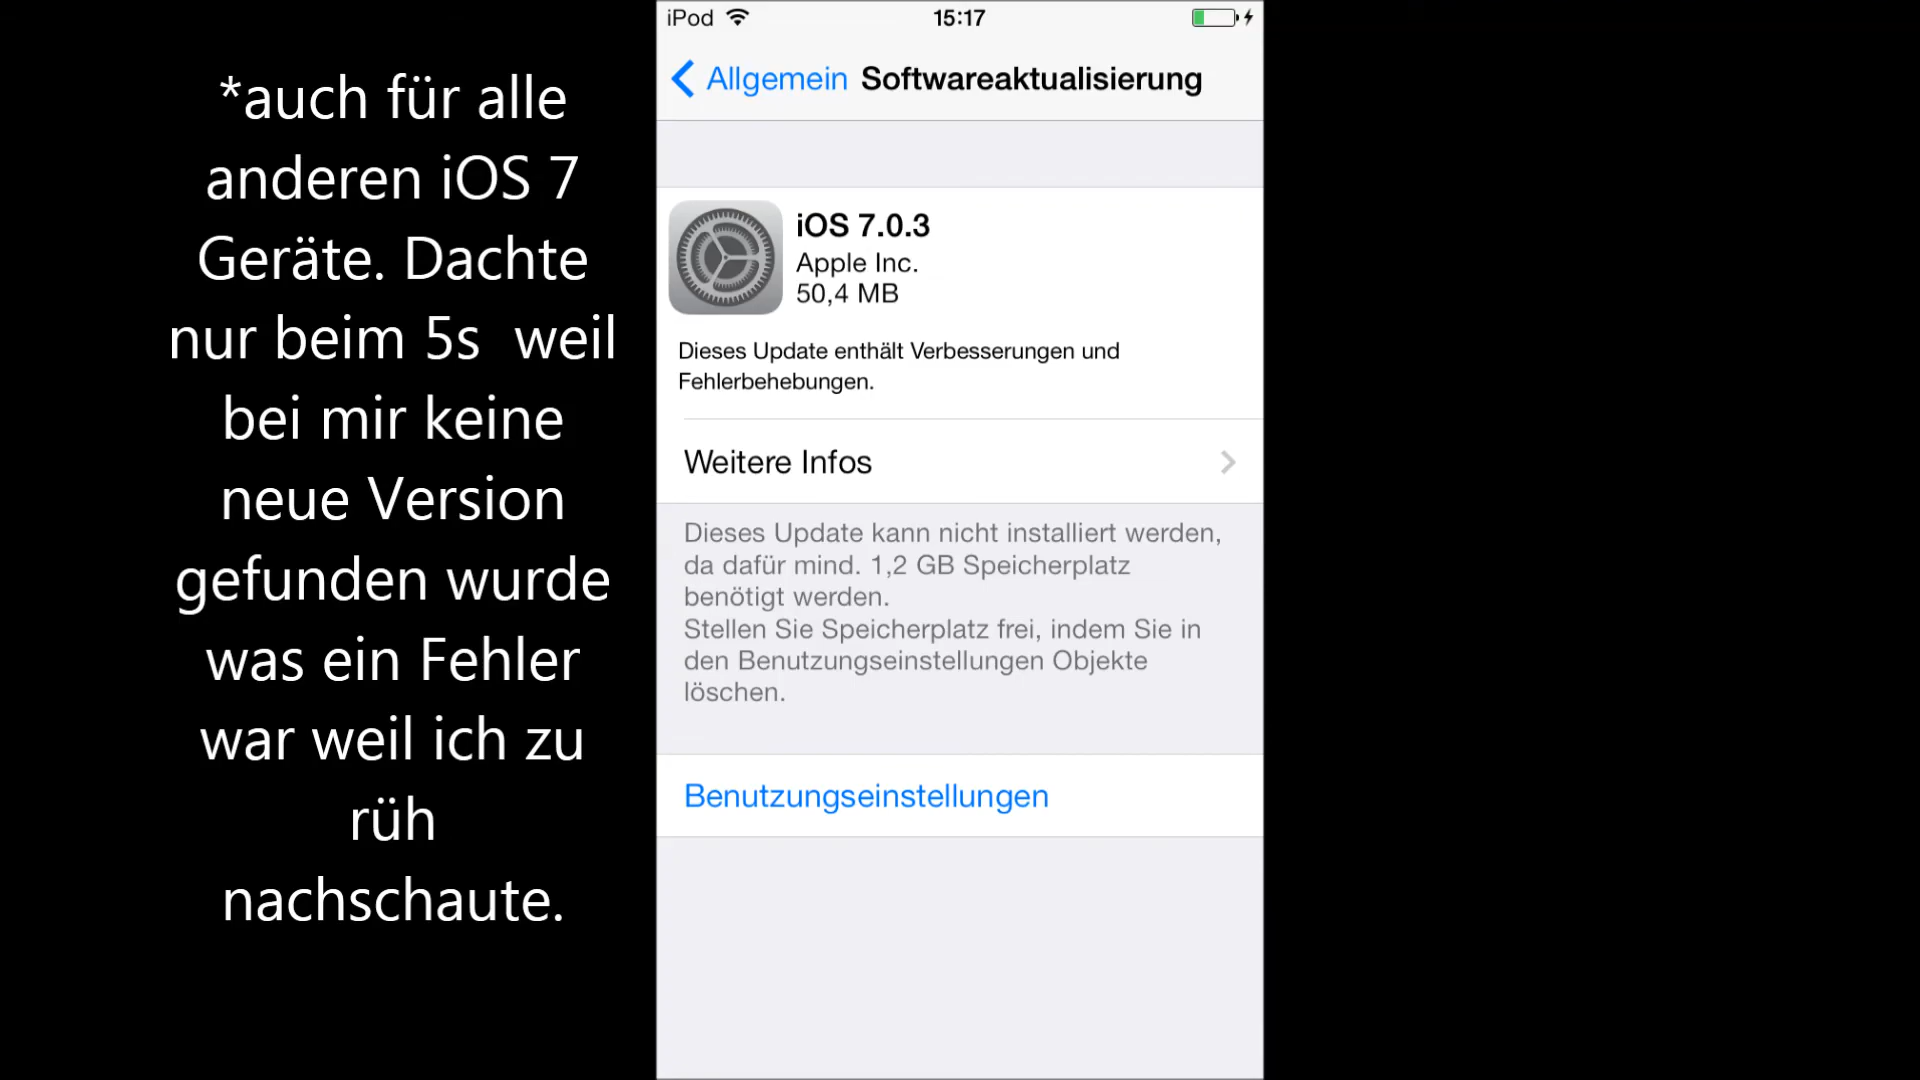 *auch für alle
anderen iOS 7
Geräte. Dachte
nur beim 5s  weil
bei mir keine
neue Version
gefunden wurde
was ein Fehler
war weil ich zu
rüh
nachschaute.
iPod 15:17
Allgemein Softwareaktualisierung
iOS 7.0.3
Apple Inc.
50,4 MB
Dieses Update enthält Verbesserungen und
Fehlerbehebungen.
Weitere Infos
Dieses Update kann nicht installiert werden,
da dafür mind. 1,2 GB Speicherplatz
benötigt werden.
Stellen Sie Speicherplatz frei, indem Sie in
den Benutzungseinstellungen Objekte
löschen.
Benutzungseinstellungen